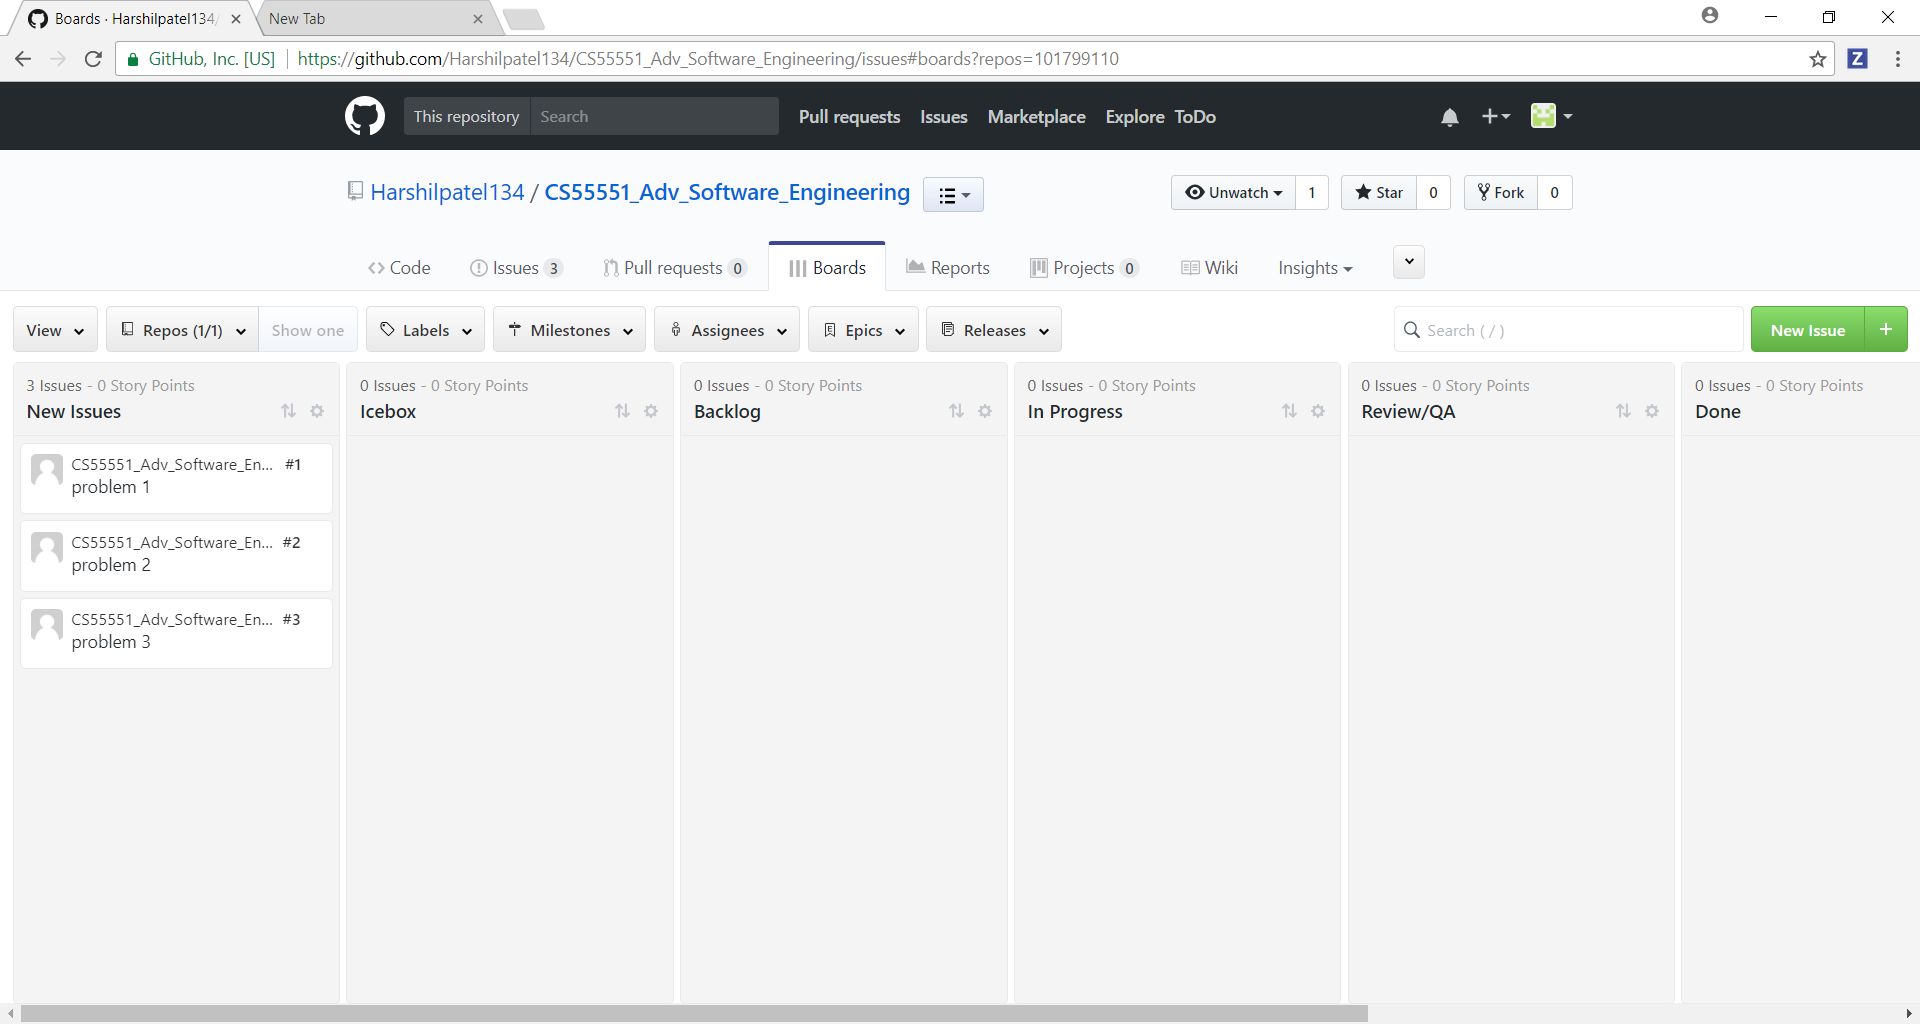 Boards · Harshilpatel134/
New Tab
GitHub, Inc. [US] https://github.com/Harshilpatel134/CS55551_Adv_Software_Engineering/issues#boards?repos=101799110
Z
This repository Search Pull requests Issues Marketplace Explore ToDo
Harshilpatel134 / CS55551_Adv_Software_Engineering
Unwatch 1 Star 0 Fork 0
Code Issues 3 Pull requests 0 Boards Reports Projects 0 Wiki Insights
View Repos (1/1) Show one Labels Milestones Assignees Epics Releases Search ( / ) New Issue +
3 Issues - 0 Story Points
New Issues
CS55551_Adv_Software_En... #1
problem 1
CS55551_Adv_Software_En... #2
problem 2
CS55551_Adv_Software_En... #3
problem 3
0 Issues - 0 Story Points
Icebox
0 Issues - 0 Story Points
Backlog
0 Issues - 0 Story Points
In Progress
0 Issues - 0 Story Points
Review/QA
0 Issues - 0 Story Points
Done